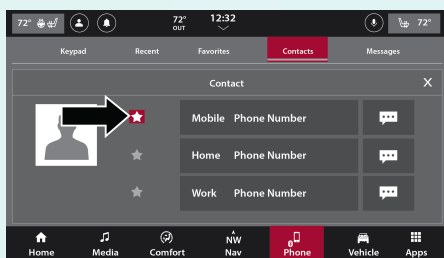 72° 72° OUT 12:32 72°
Keypad Recent Favorites Contacts Messages
Contact X
Mobile Phone Number
Home Phone Number
Work Phone Number
Home Media Comfort NW Nav Phone Vehicle Apps